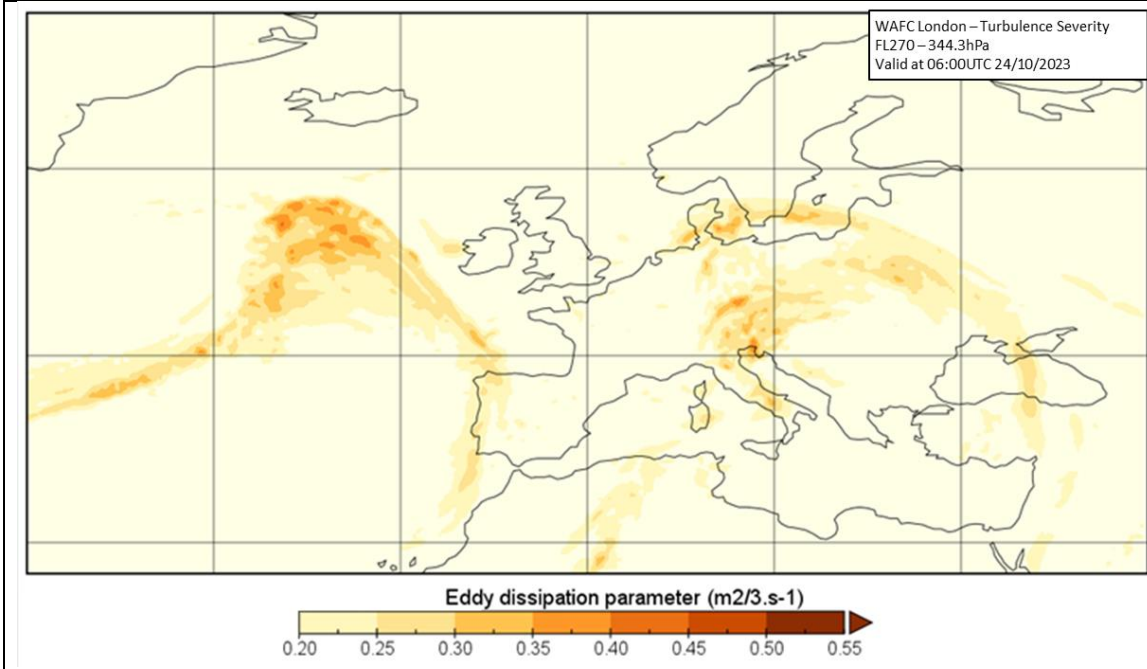 WAFC London – Turbulence Severity
FL270 – 344.3hPa
Valid at 06:00UTC 24/10/2023
Eddy dissipation parameter (m2/3.s-1)
0.20 0.25 0.30 0.35 0.40 0.45 0.50 0.55